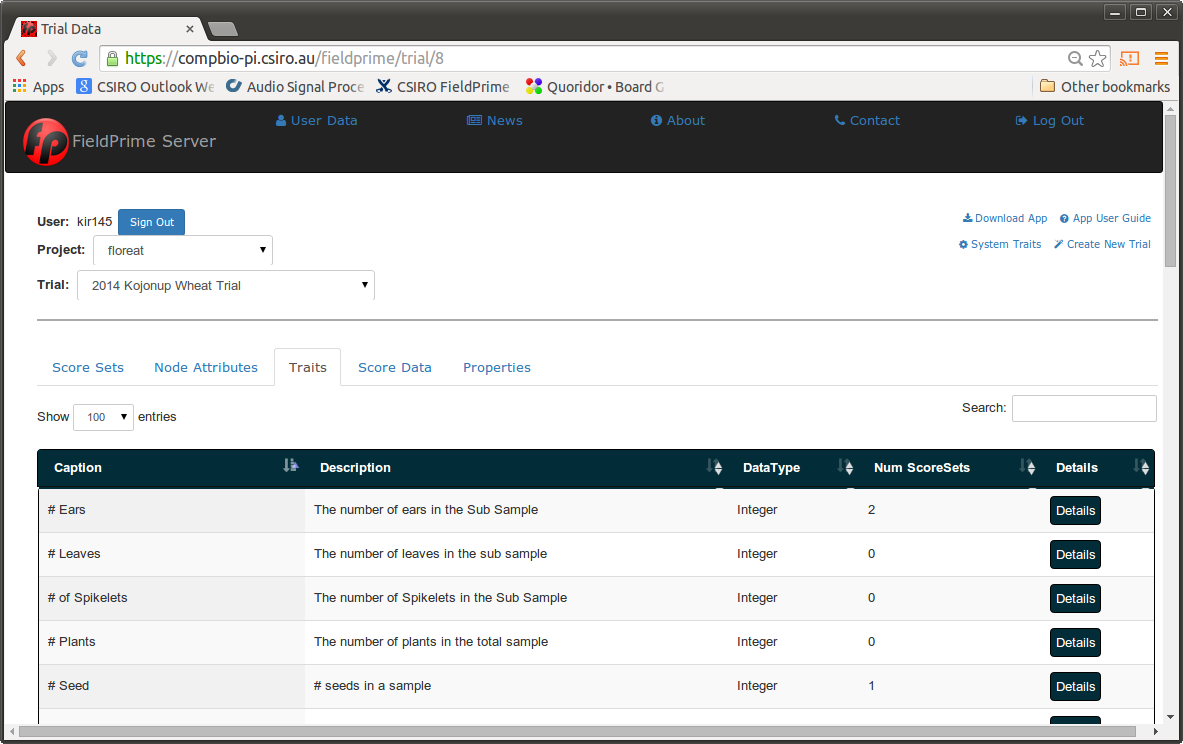 Trial Data
https://compbio-pi.csiro.au/fieldprime/trial/8
Apps CSIRO Outlook We Audio Signal Proce CSIRO FieldPrime Quoridor • Board G Other bookmarks
fp FieldPrime Server User Data News About Contact Log Out
User: kir145 Sign Out Download App App User Guide
Project: floreat System Traits Create New Trial
Trial: 2014 Kojonup Wheat Trial
Score Sets Node Attributes Traits Score Data Properties
Show 100 entries Search:
Caption Description DataType Num ScoreSets Details
# Ears The number of ears in the Sub Sample Integer 2 Details
# Leaves The number of leaves in the sub sample Integer 0 Details
# of Spikelets The number of Spikelets in the Sub Sample Integer 0 Details
# Plants The number of plants in the total sample Integer 0 Details
# Seed # seeds in a sample Integer 1 Details